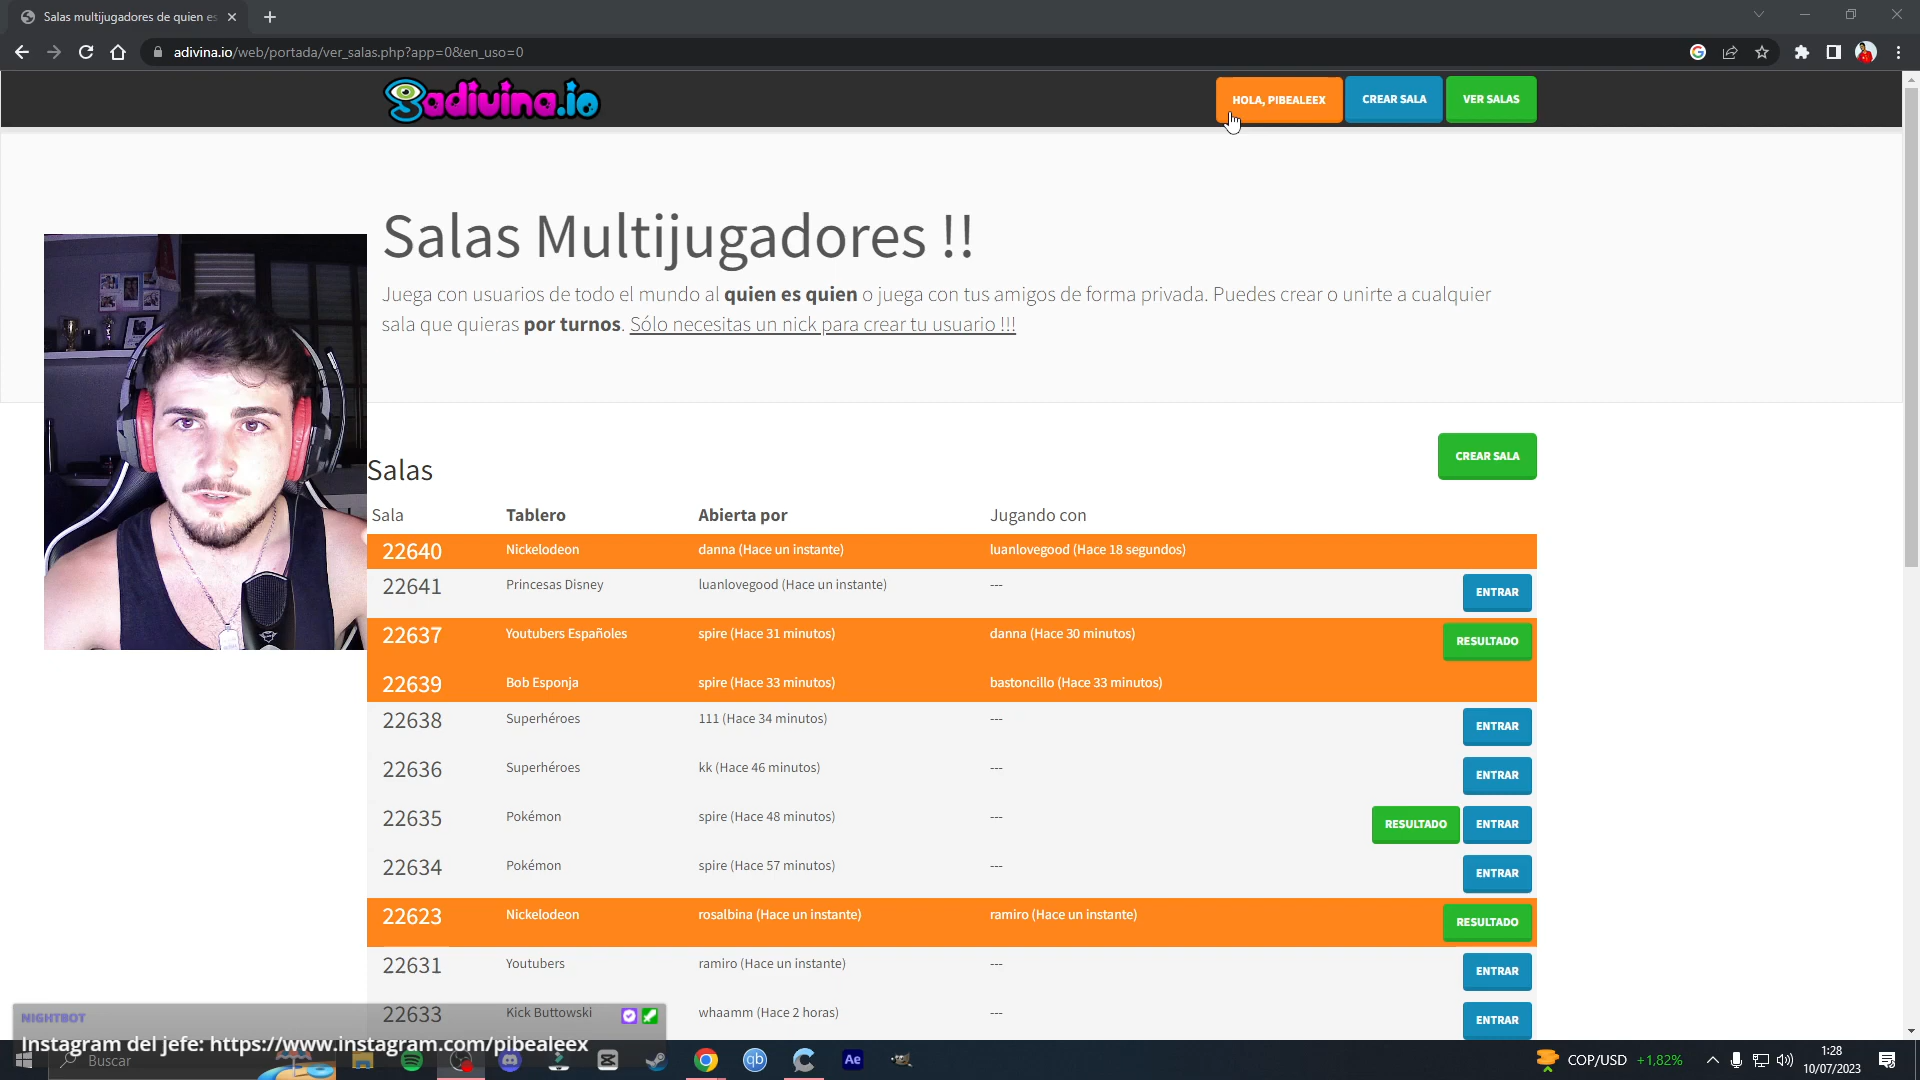 Salas multijugadores de quien es
adivina.io/web/portada/ver_salas.php?app=0&en_uso=0
adivina.io
HOLA, PIBEALEEX
CREAR SALA
VER SALAS
Salas Multijugadores !!
Juega con usuarios de todo el mundo al quien es quien o juega con tus amigos de forma privada. Puedes crear o unirte a cualquier
sala que quieras por turnos. Sólo necesitas un nick para crear tu usuario !!!
CREAR SALA
Salas
Sala Tablero Abierta por Jugando con
22640 Nickelodeon danna (Hace un instante) luanlovegood (Hace 18 segundos)
22641 Princesas Disney luanlovegood (Hace un instante) --- ENTRAR
22637 Youtubers Españoles spire (Hace 31 minutos) danna (Hace 30 minutos) RESULTADO
22639 Bob Esponja spire (Hace 33 minutos) bastoncillo (Hace 33 minutos)
22638 Superhéroes 111 (Hace 34 minutos) --- ENTRAR
22636 Superhéroes kk (Hace 46 minutos) --- ENTRAR
22635 Pokémon spire (Hace 48 minutos) --- RESULTADO ENTRAR
22634 Pokémon spire (Hace 57 minutos) --- ENTRAR
22623 Nickelodeon rosalbina (Hace un instante) ramiro (Hace un instante) RESULTADO
22631 Youtubers ramiro (Hace un instante) --- ENTRAR
22633 Kick Buttowski whaamm (Hace 2 horas) --- ENTRAR
NIGHTBOT
Instagram del jefe: https://www.instagram.com/pibealeex
Buscar
qb
Ae
COP/USD +1,82%
1:28
10/07/2023